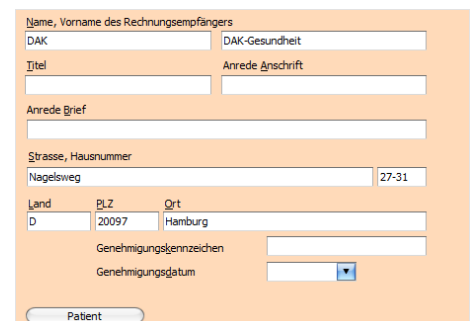 Name, Vorname des Rechnungsempfängers
DAK DAK-Gesundheit
Titel Anrede Anschrift
Anrede Brief
Strasse, Hausnummer
Nagelsweg 27-31
Land PLZ Ort
D 20097 Hamburg
Genehmigungskennzeichen
Genehmigungsdatum
Patient